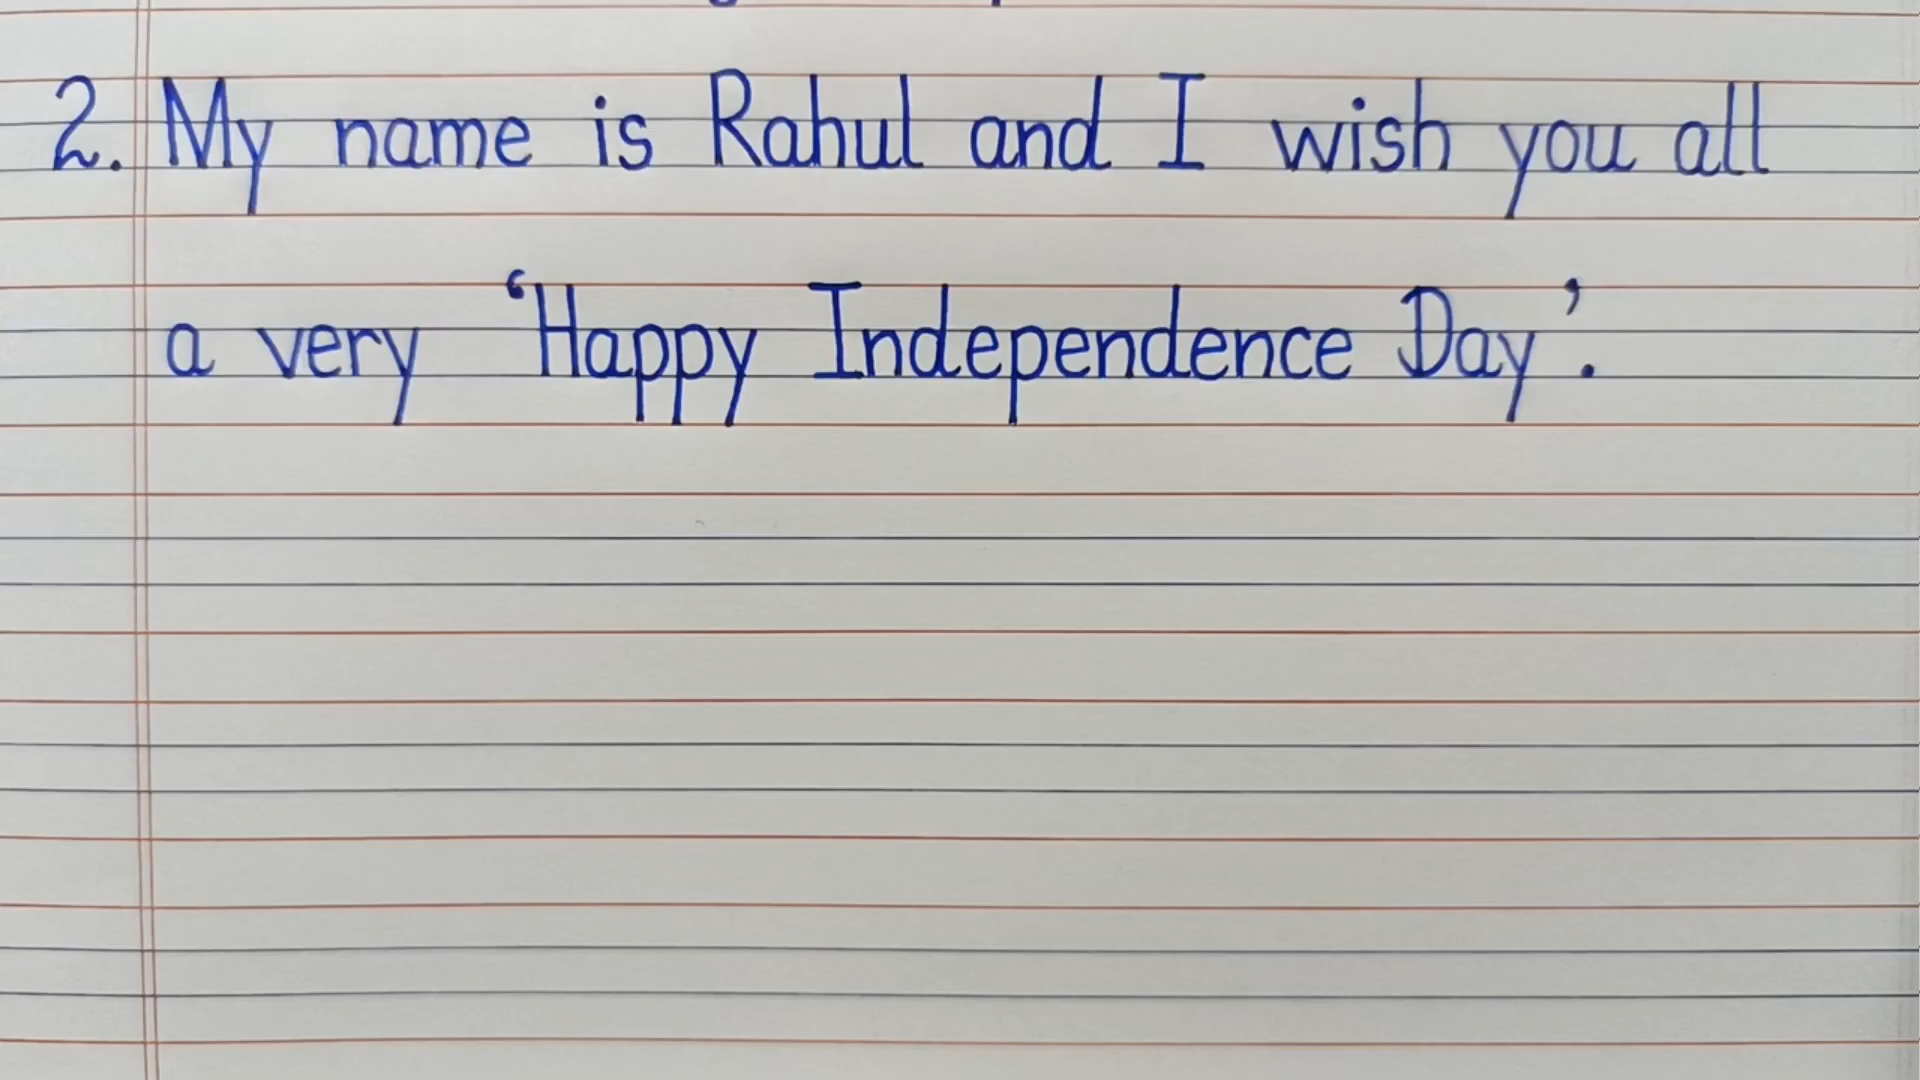 2. My name is Rahul and I wish you all
a very ‘Happy Independence Day’.